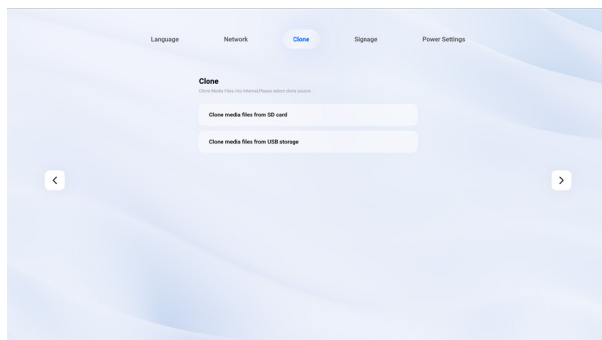 Language Network Clone Signage Power Settings
Clone
Clone Media Files into Internal,Please select clone source
Clone media files from SD card
Clone media files from USB storage